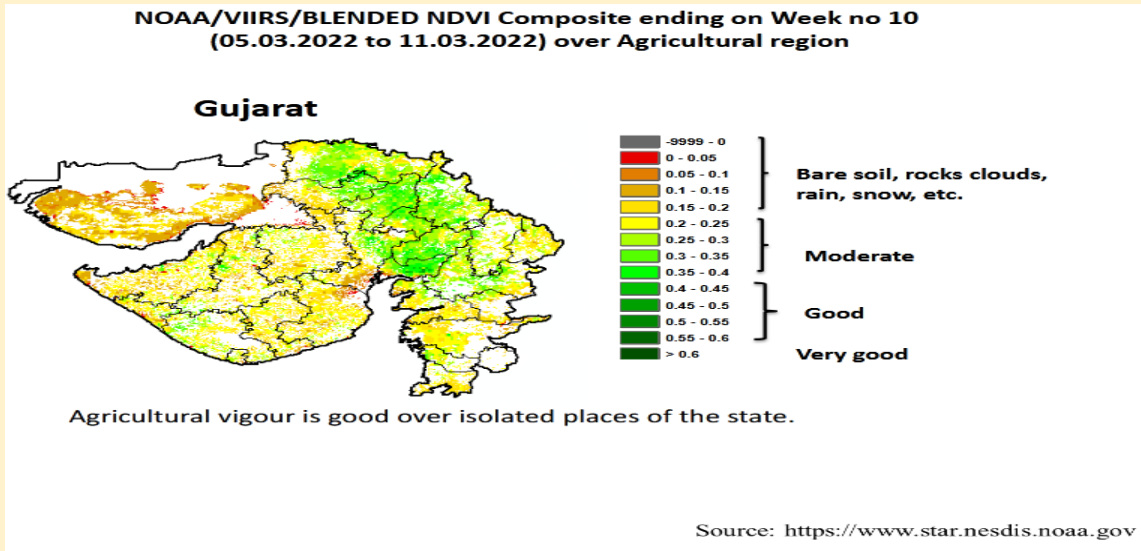 NOAA/VIIRS/BLENDED NDVI Composite ending on Week no 10
(05.03.2022 to 11.03.2022) over Agricultural region
Gujarat
-9999 - 0
0 - 0.05
0.05 - 0.1
0.1 - 0.15
0.15 - 0.2
0.2 - 0.25
0.25 - 0.3
0.3 - 0.35
0.35 - 0.4
0.4 - 0.45
0.45 - 0.5
0.5 - 0.55
0.55 - 0.6
> 0.6
Bare soil, rocks clouds,
rain, snow, etc.
Moderate
Good
Very good
Agricultural vigour is good over isolated places of the state.
Source: https://www.star.nesdis.noaa.gov